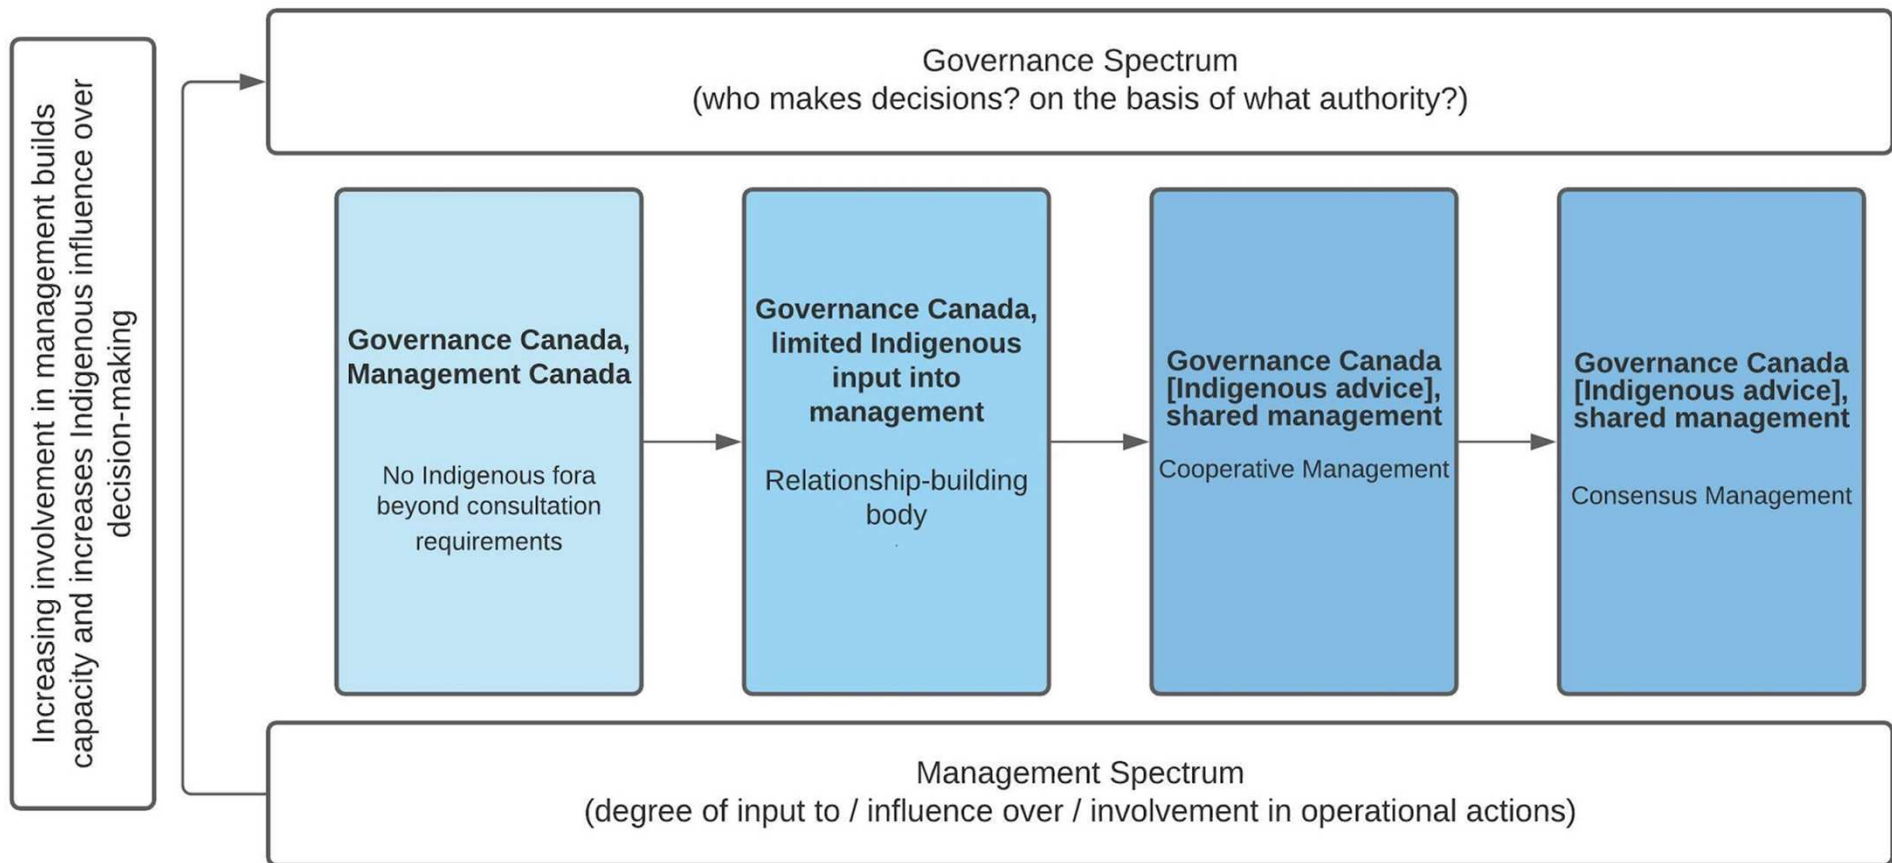 Increasing involvement in management builds
capacity and increases Indigenous influence over
decision-making
Governance Spectrum
(who makes decisions? on the basis of what authority?)
Governance Canada,
Management Canada
No Indigenous fora
beyond consultation
requirements
Governance Canada,
limited Indigenous
input into
management
Relationship-building
body
.
Governance Canada
[Indigenous advice],
shared management
Cooperative Management
Governance Canada
[Indigenous advice],
shared management
Consensus Management
Management Spectrum
(degree of input to / influence over / involvement in operational actions)